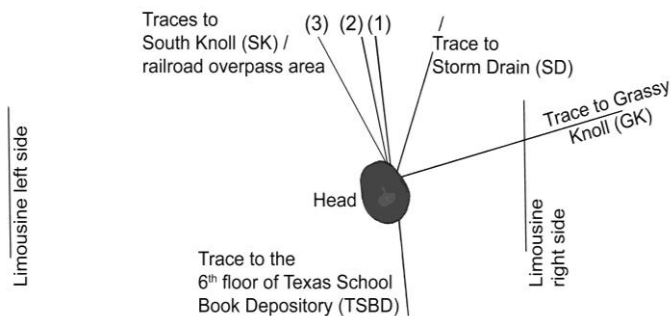 Traces to
South Knoll (SK) /
railroad overpass area
(3) (2) (1)
/
Trace to
Storm Drain (SD)
Trace to Grassy
Knoll (GK)
Limousine left side
Head
Limousine
right side
Trace to the
6th floor of Texas School
Book Depository (TSBD)